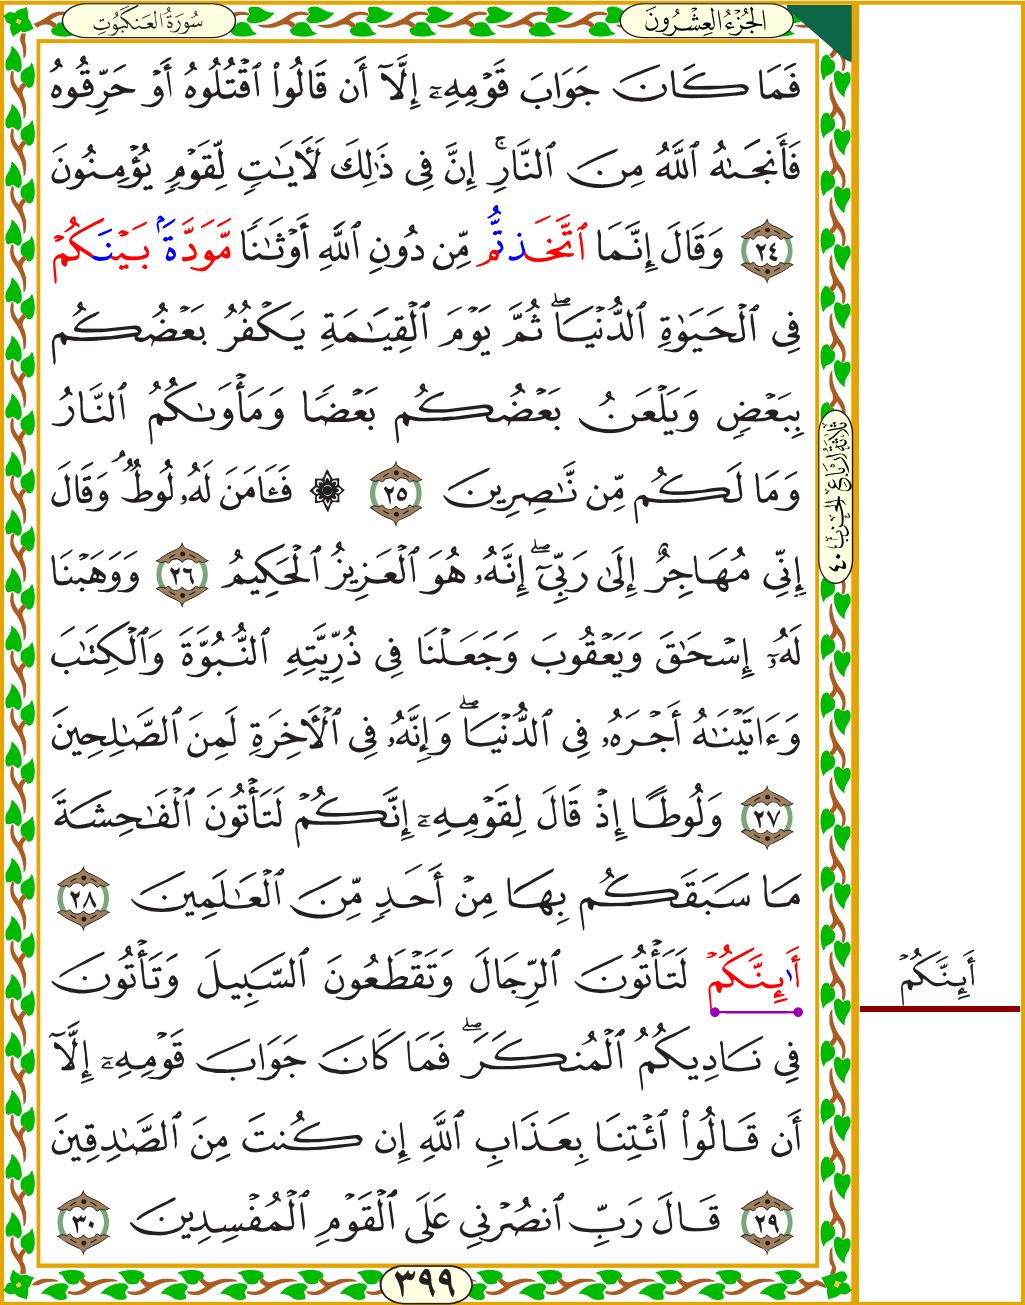 الجُزْءُ العِشْرُونَ
سُورَةُ العَنكَبُوتِ
فَمَا كَانَ جَوَابَ قَوْمِهِۦٓ إِلَّآ أَن قَالُوا۟ ٱقْتُلُوهُ أَوْ حَرِّقُوهُ
فَأَنجَىٰهُ ٱللَّهُ مِنَ ٱلنَّارِ ۚ إِنَّ فِى ذَٰلِكَ لَـَٔايَـٰتٍ لِّقَوْمٍ يُؤْمِنُونَ
٢٤ وَقَالَ إِنَّمَا ٱتَّخَذتُّمُ مِّن دُونِ ٱللَّهِ أَوْثَـٰنًا مَّوَدَّةً بَيْنَكُمْ
فِى ٱلْحَيَوٰةِ ٱلدُّنْيَا ۖ ثُمَّ يَوْمَ ٱلْقِيَـٰمَةِ يَكْفُرُ بَعْضُكُم
بِبَعْضٍ وَيَلْعَنُ بَعْضُكُم بَعْضًا وَمَأْوَىٰكُمُ ٱلنَّارُ
وَمَا لَكُم مِّن نَّـٰصِرِينَ ٢٥ ۞ فَـَٔامَنَ لَهُۥ لُوطٌ ۘ وَقَالَ
إِنِّى مُهَاجِرٌ إِلَىٰ رَبِّىٓ ۖ إِنَّهُۥ هُوَ ٱلْعَزِيزُ ٱلْحَكِيمُ ٢٦ وَوَهَبْنَا
لَهُۥٓ إِسْحَـٰقَ وَيَعْقُوبَ وَجَعَلْنَا فِى ذُرِّيَّتِهِ ٱلنُّبُوَّةَ وَٱلْكِتَـٰبَ
وَءَاتَيْنَـٰهُ أَجْرَهُۥ فِى ٱلدُّنْيَا ۖ وَإِنَّهُۥ فِى ٱلْـَٔاخِرَةِ لَمِنَ ٱلصَّـٰلِحِينَ
٢٧ وَلُوطًا إِذْ قَالَ لِقَوْمِهِۦٓ إِنَّكُمْ لَتَأْتُونَ ٱلْفَـٰحِشَةَ
مَا سَبَقَكُم بِهَا مِنْ أَحَدٍ مِّنَ ٱلْعَـٰلَمِينَ ٢٨
أَىٰٕنَّكُمْ لَتَأْتُونَ ٱلرِّجَالَ وَتَقْطَعُونَ ٱلسَّبِيلَ وَتَأْتُونَ
أَىِٕنَّكُمْ
فِى نَادِيكُمُ ٱلْمُنكَرَ ۖ فَمَا كَانَ جَوَابَ قَوْمِهِۦٓ إِلَّآ
أَن قَالُوا۟ ٱئْتِنَا بِعَذَابِ ٱللَّهِ إِن كُنتَ مِنَ ٱلصَّـٰدِقِينَ
٢٩ قَالَ رَبِّ ٱنصُرْنِى عَلَى ٱلْقَوْمِ ٱلْمُفْسِدِينَ ٣٠
ثَلَاثَةُ أَرْبَاعِ الحِزْبِ ٤٠
٣٩٩